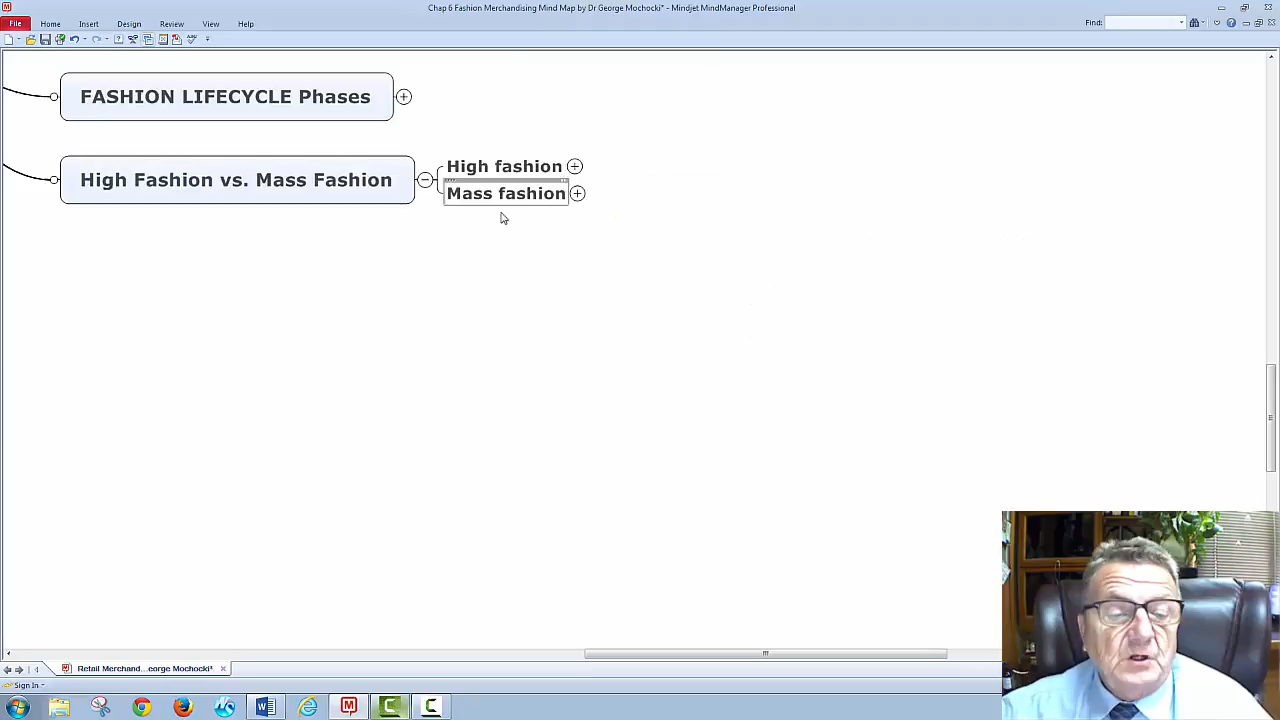 Chap 6 Fashion Merchandising Mind Map by Dr George Mochocki* - Mindjet MindManager Professional
File Home Insert Design Review View Help Find:
FASHION LIFECYCLE Phases
High Fashion vs. Mass Fashion
High fashion
Mass fashion
Retail Merchand...eorge Mochocki*
Sign In